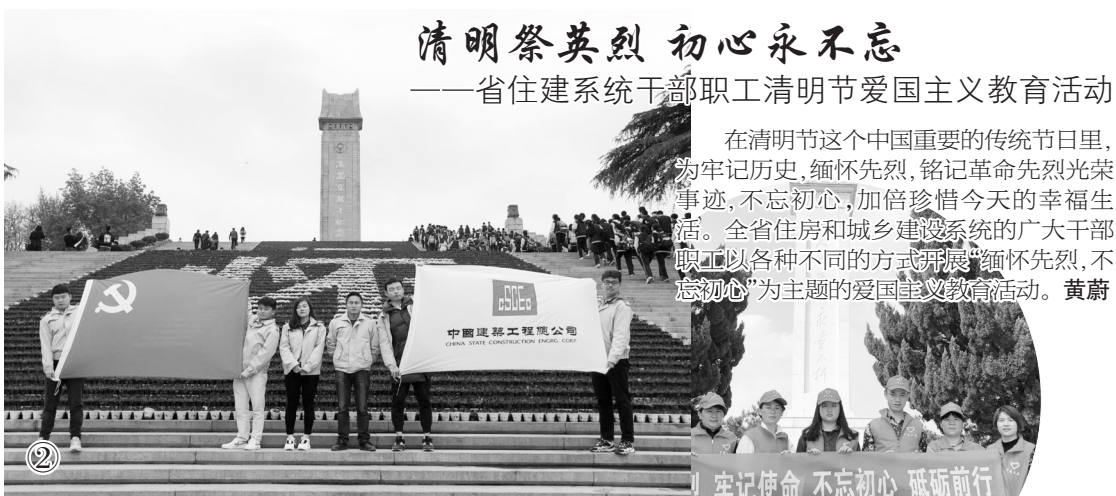 清明祭英烈 初心永不忘
——省住建系统干部职工清明节爱国主义教育活动
在清明节这个中国重要的传统节日里，
为牢记历史，缅怀先烈，铭记革命先烈光荣
事迹，不忘初心，加倍珍惜今天的幸福生
活。全省住房和城乡建设系统的广大干部
职工以各种不同的方式开展“缅怀先烈，不
忘初心”为主题的爱国主义教育活动。黄蔚
CSCEC
中國建築工程總公司
CHINA STATE CONSTRUCTION ENGRG. CORP.
②
牢记使命 不忘初心 砥砺前行